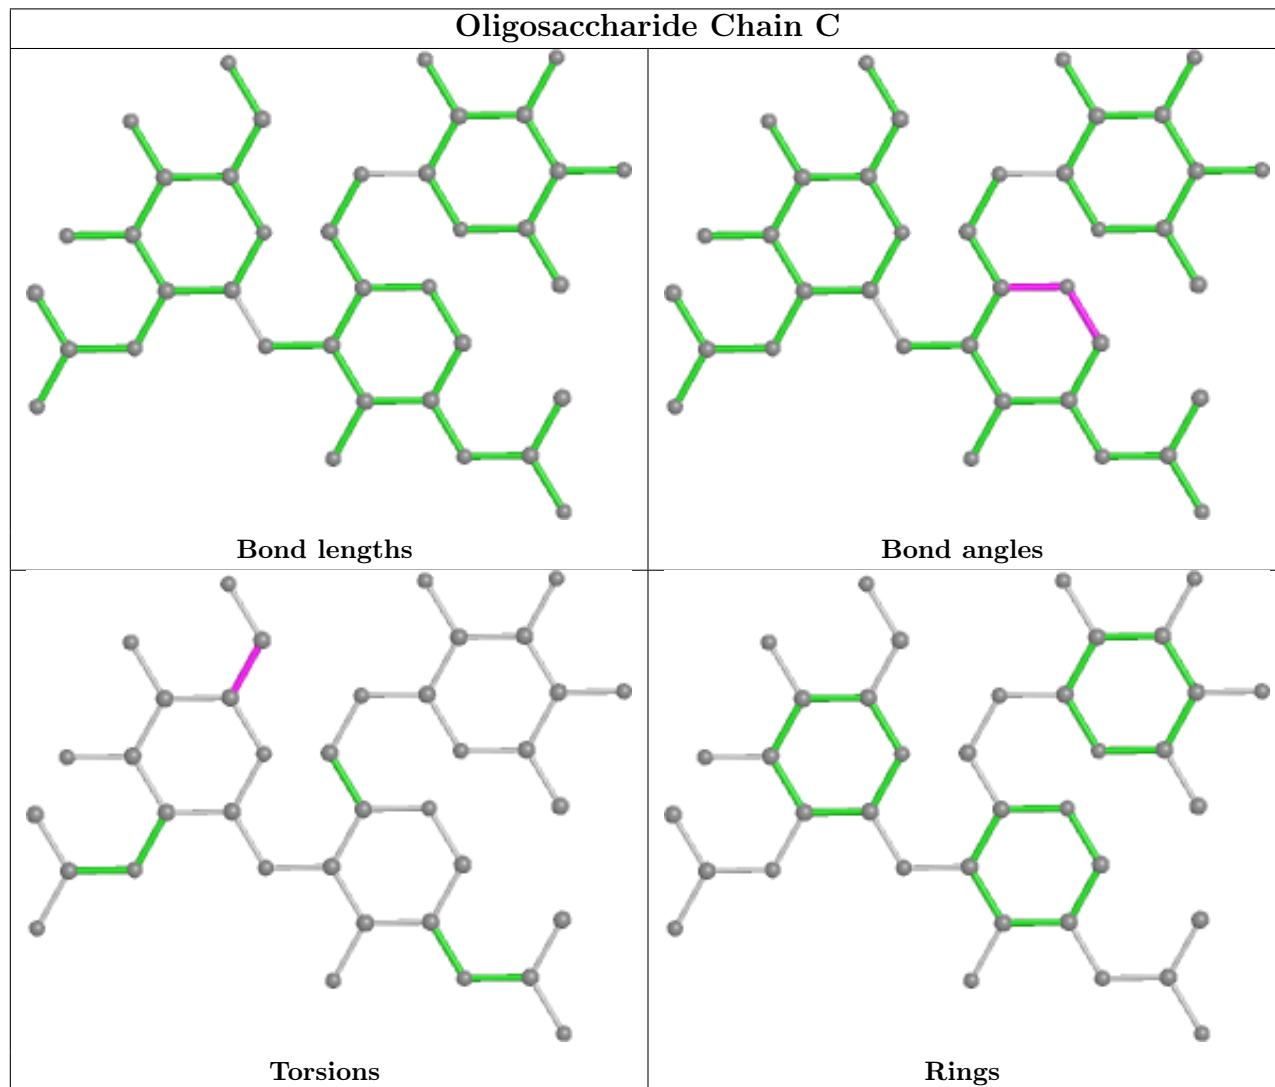 Oligosaccharide Chain C
Bond lengths
Bond angles
Torsions
Rings